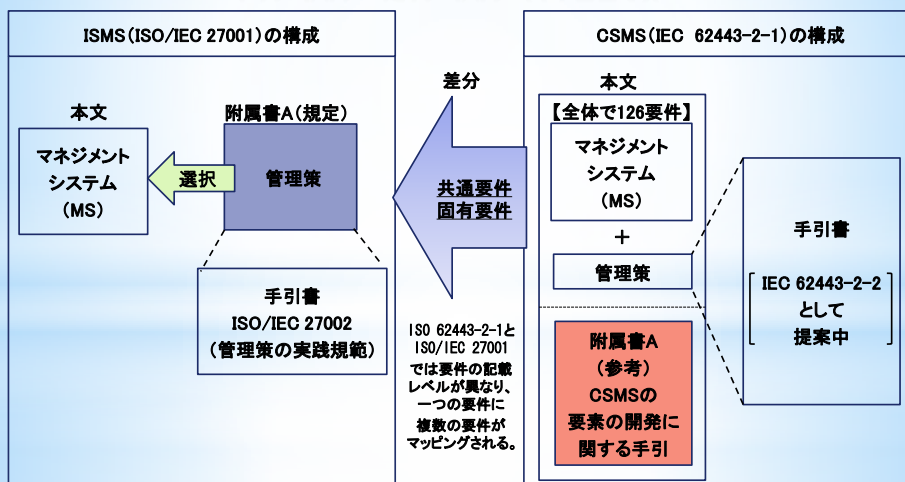 ISMS(ISO/IEC 27001)の構成
本文
マネジメント
システム
(MS)
選択
附属書A(規定)
管理策
手引書
ISO/IEC 27002
(管理策の実践規範)
差分
共通要件
固有要件
ISO 62443-2-1と
ISO/IEC 27001
では要件の記載
レベルが異なり、
一つの要件に
複数の要件が
マッピングされる。
CSMS(IEC 62443-2-1)の構成
本文
【全体で126要件】
マネジメント
システム
(MS)
+
管理策
附属書A
(参考)
CSMSの
要素の開発に
関する手引
手引書
IEC 62443-2-2
として
提案中